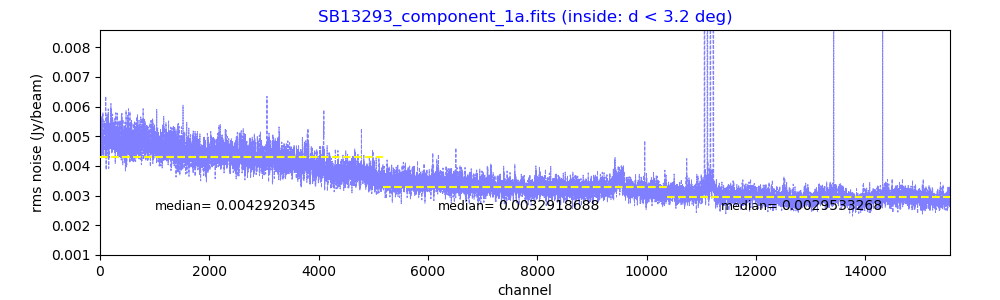 SB13293_component_1a.fits (inside: d < 3.2 deg)
0.008
0.007
0.006
0.005
0.004
0.003
0.002
0.001
rms noise (Jy/beam)
median= 0.0042920345
median= 0.0032918688
median= 0.0029533268
0
2000
4000
6000
8000
10000
12000
14000
channel